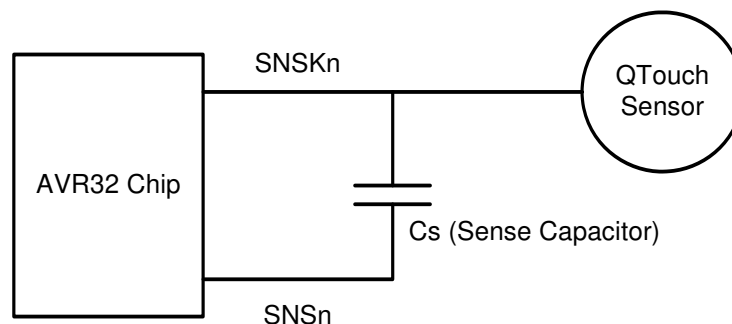 SNSKn
QTouch
Sensor
AVR32 Chip
Cs (Sense Capacitor)
SNSn